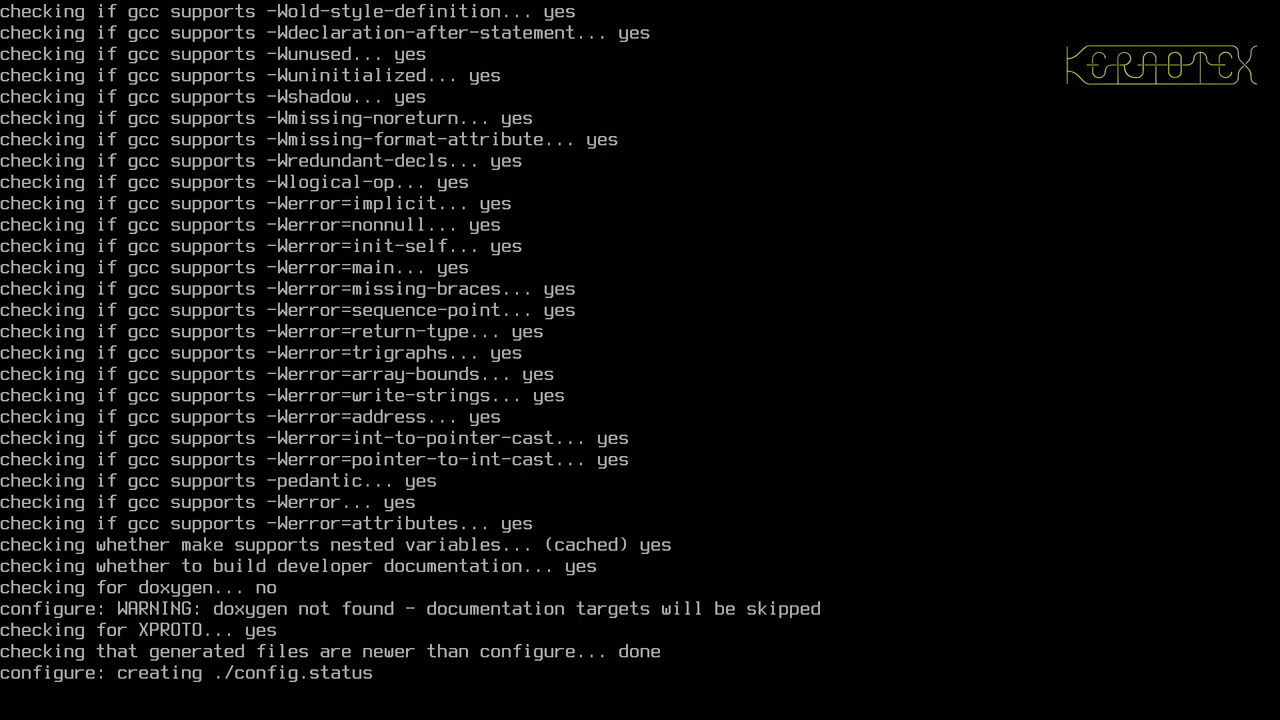 checking if gcc supports -Wold-style-definition... yes
checking if gcc supports -Wdeclaration-after-statement... yes
checking if gcc supports -Wunused... yes
checking if gcc supports -Wuninitialized... yes
checking if gcc supports -Wshadow... yes
checking if gcc supports -Wmissing-noreturn... yes
checking if gcc supports -Wmissing-format-attribute... yes
checking if gcc supports -Wredundant-decls... yes
checking if gcc supports -Wlogical-op... yes
checking if gcc supports -Werror=implicit... yes
checking if gcc supports -Werror=nonnull... yes
checking if gcc supports -Werror=init-self... yes
checking if gcc supports -Werror=main... yes
checking if gcc supports -Werror=missing-braces... yes
checking if gcc supports -Werror=sequence-point... yes
checking if gcc supports -Werror=return-type... yes
checking if gcc supports -Werror=trigraphs... yes
checking if gcc supports -Werror=array-bounds... yes
checking if gcc supports -Werror=write-strings... yes
checking if gcc supports -Werror=address... yes
checking if gcc supports -Werror=int-to-pointer-cast... yes
checking if gcc supports -Werror=pointer-to-int-cast... yes
checking if gcc supports -pedantic... yes
checking if gcc supports -Werror... yes
checking if gcc supports -Werror=attributes... yes
checking whether make supports nested variables... (cached) yes
checking whether to build developer documentation... yes
checking for doxygen... no
configure: WARNING: doxygen not found - documentation targets will be skipped
checking for XPROTO... yes
checking that generated files are newer than configure... done
configure: creating ./config.status